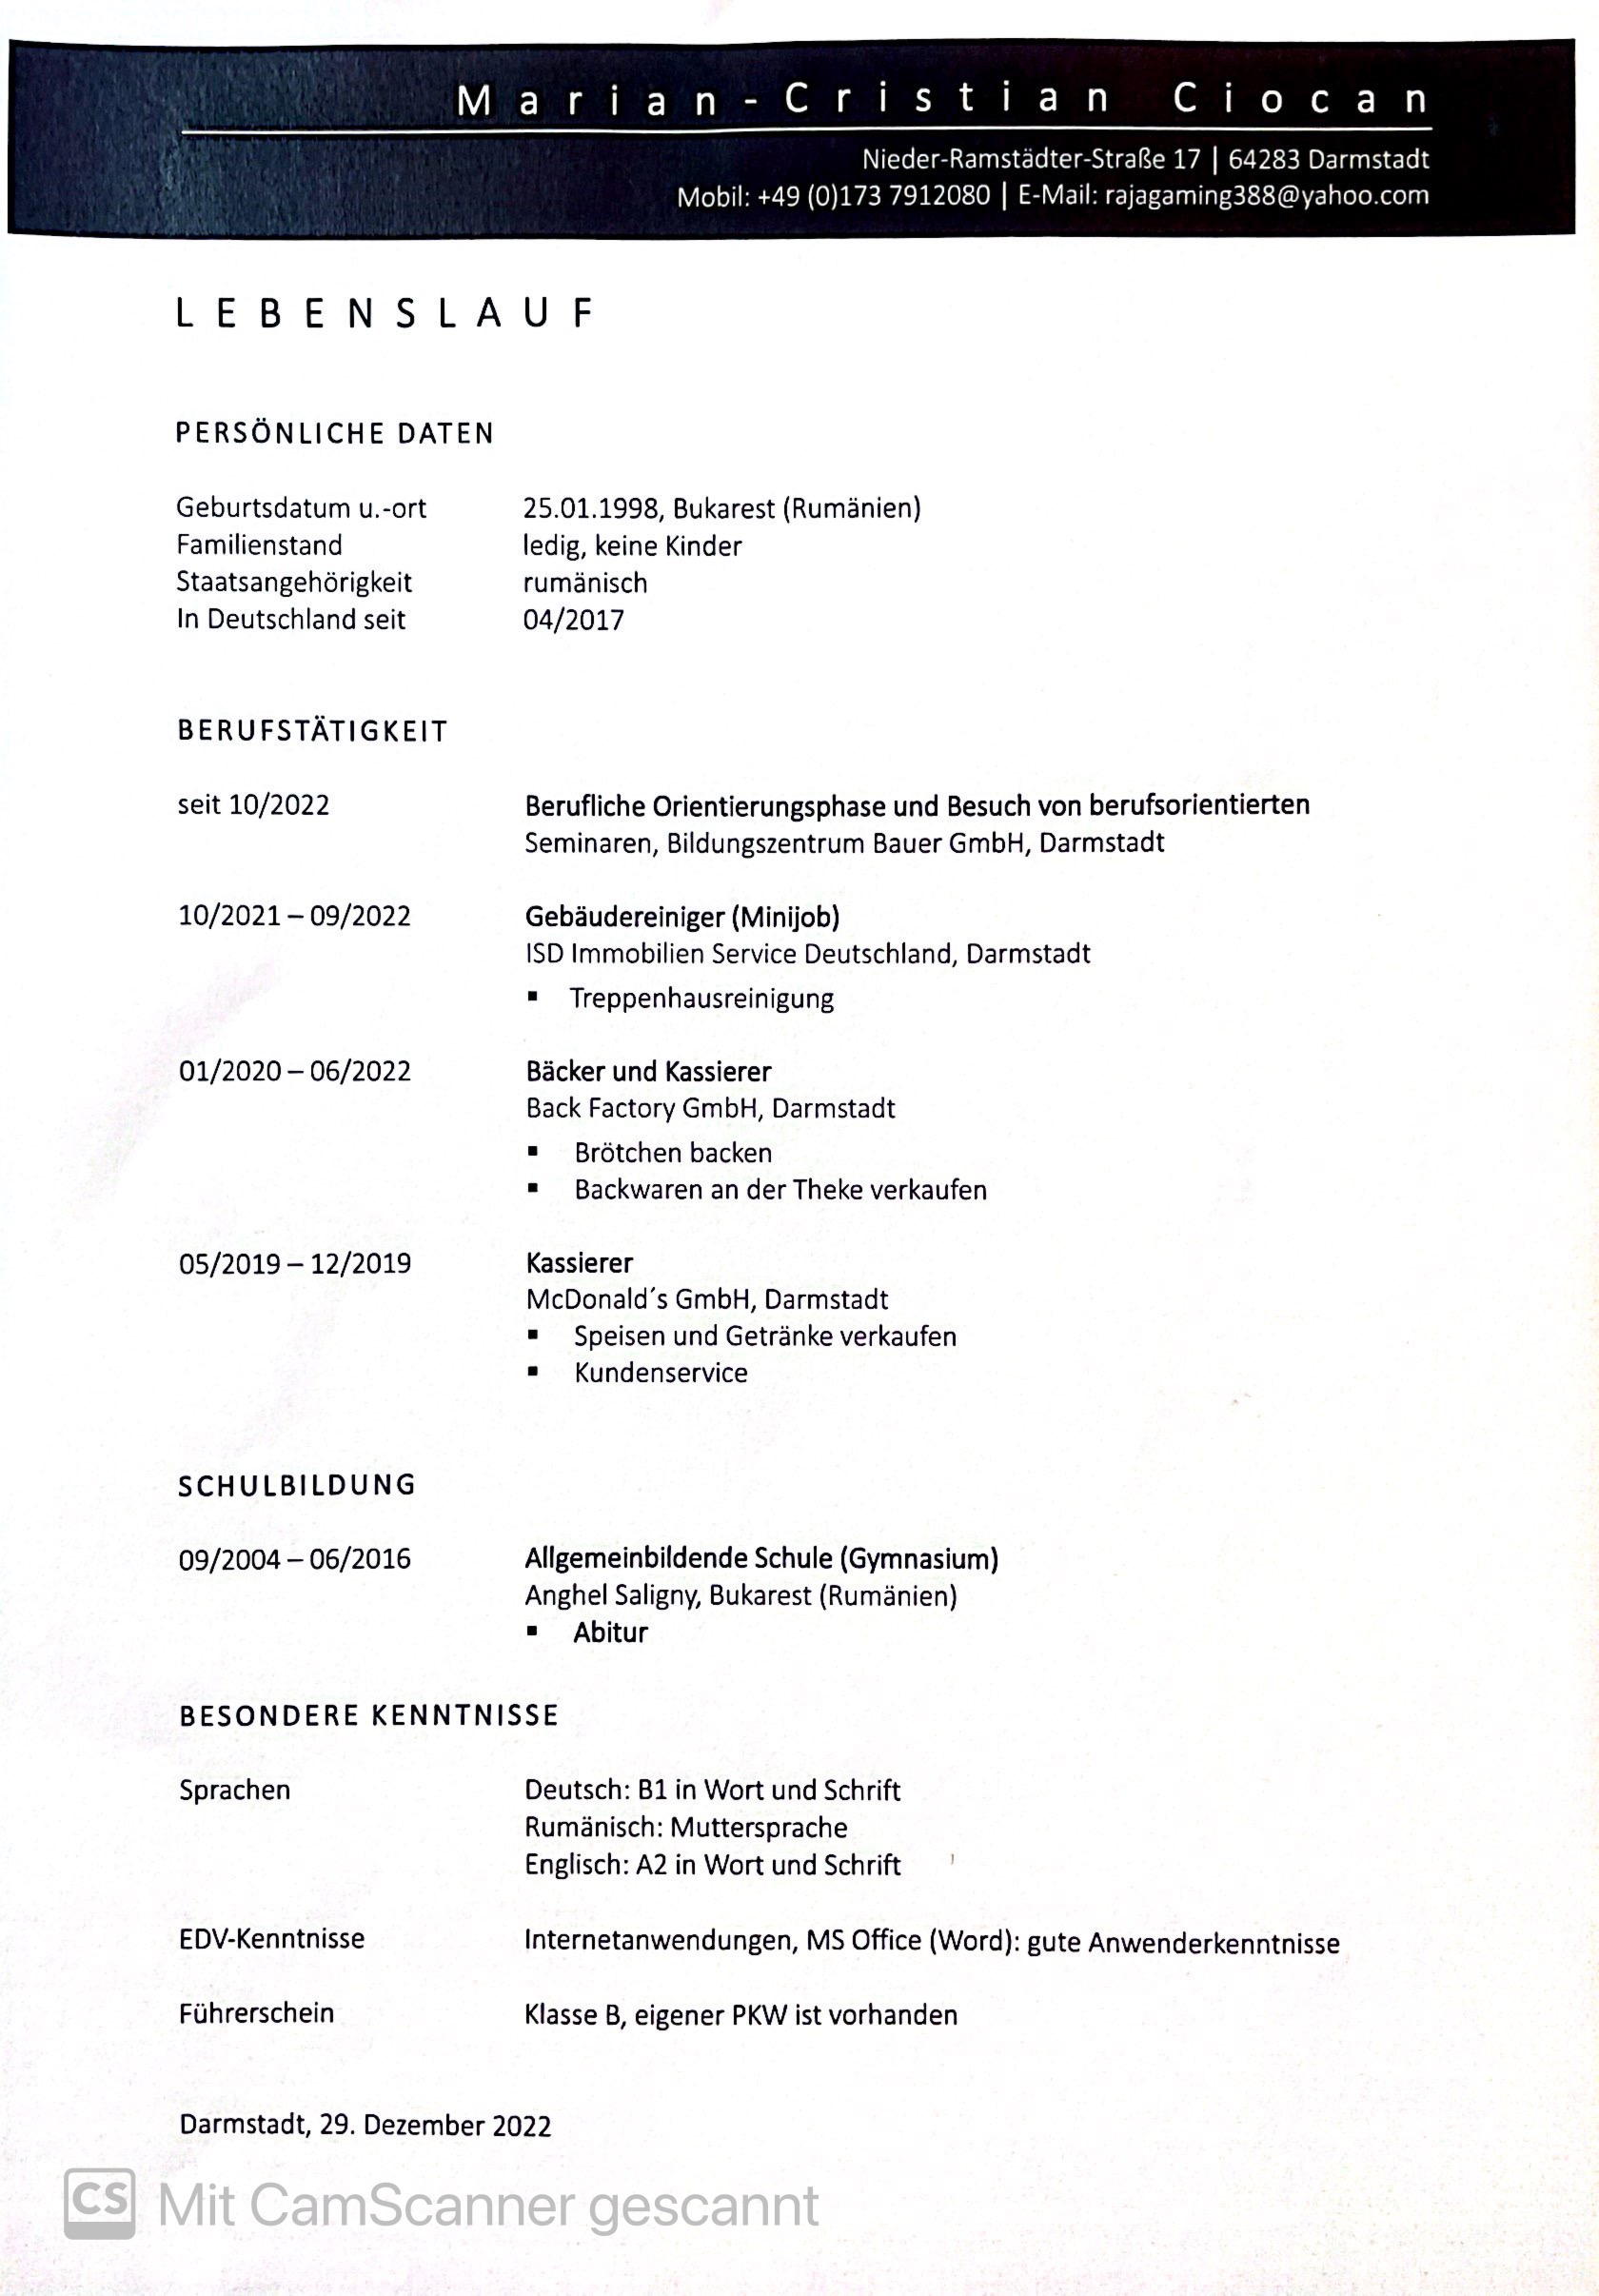 Marian-Cristian Ciocan
Nieder-Ramstädter-Straße 17 | 64283 Darmstadt
Mobil: +49 (0)173 7912080 | E-Mail: rajagaming388@yahoo.com
LEBENSLAUF
PERSÖNLICHE DATEN
Geburtsdatum u.-ort 25.01.1998, Bukarest (Rumänien)
Familienstand ledig, keine Kinder
Staatsangehörigkeit rumänisch
In Deutschland seit 04/2017
BERUFSTÄTIGKEIT
seit 10/2022 Berufliche Orientierungsphase und Besuch von berufsorientierten
Seminaren, Bildungszentrum Bauer GmbH, Darmstadt
10/2021 – 09/2022 Gebäudereiniger (Minijob)
ISD Immobilien Service Deutschland, Darmstadt
▪ Treppenhausreinigung
01/2020 – 06/2022 Bäcker und Kassierer
Back Factory GmbH, Darmstadt
▪ Brötchen backen
▪ Backwaren an der Theke verkaufen
05/2019 – 12/2019 Kassierer
McDonald´s GmbH, Darmstadt
▪ Speisen und Getränke verkaufen
▪ Kundenservice
SCHULBILDUNG
09/2004 – 06/2016 Allgemeinbildende Schule (Gymnasium)
Anghel Saligny, Bukarest (Rumänien)
▪ Abitur
BESONDERE KENNTNISSE
Sprachen Deutsch: B1 in Wort und Schrift
Rumänisch: Muttersprache
Englisch: A2 in Wort und Schrift
EDV-Kenntnisse Internetanwendungen, MS Office (Word): gute Anwenderkenntnisse
Führerschein Klasse B, eigener PKW ist vorhanden
Darmstadt, 29. Dezember 2022
CS Mit CamScanner gescannt